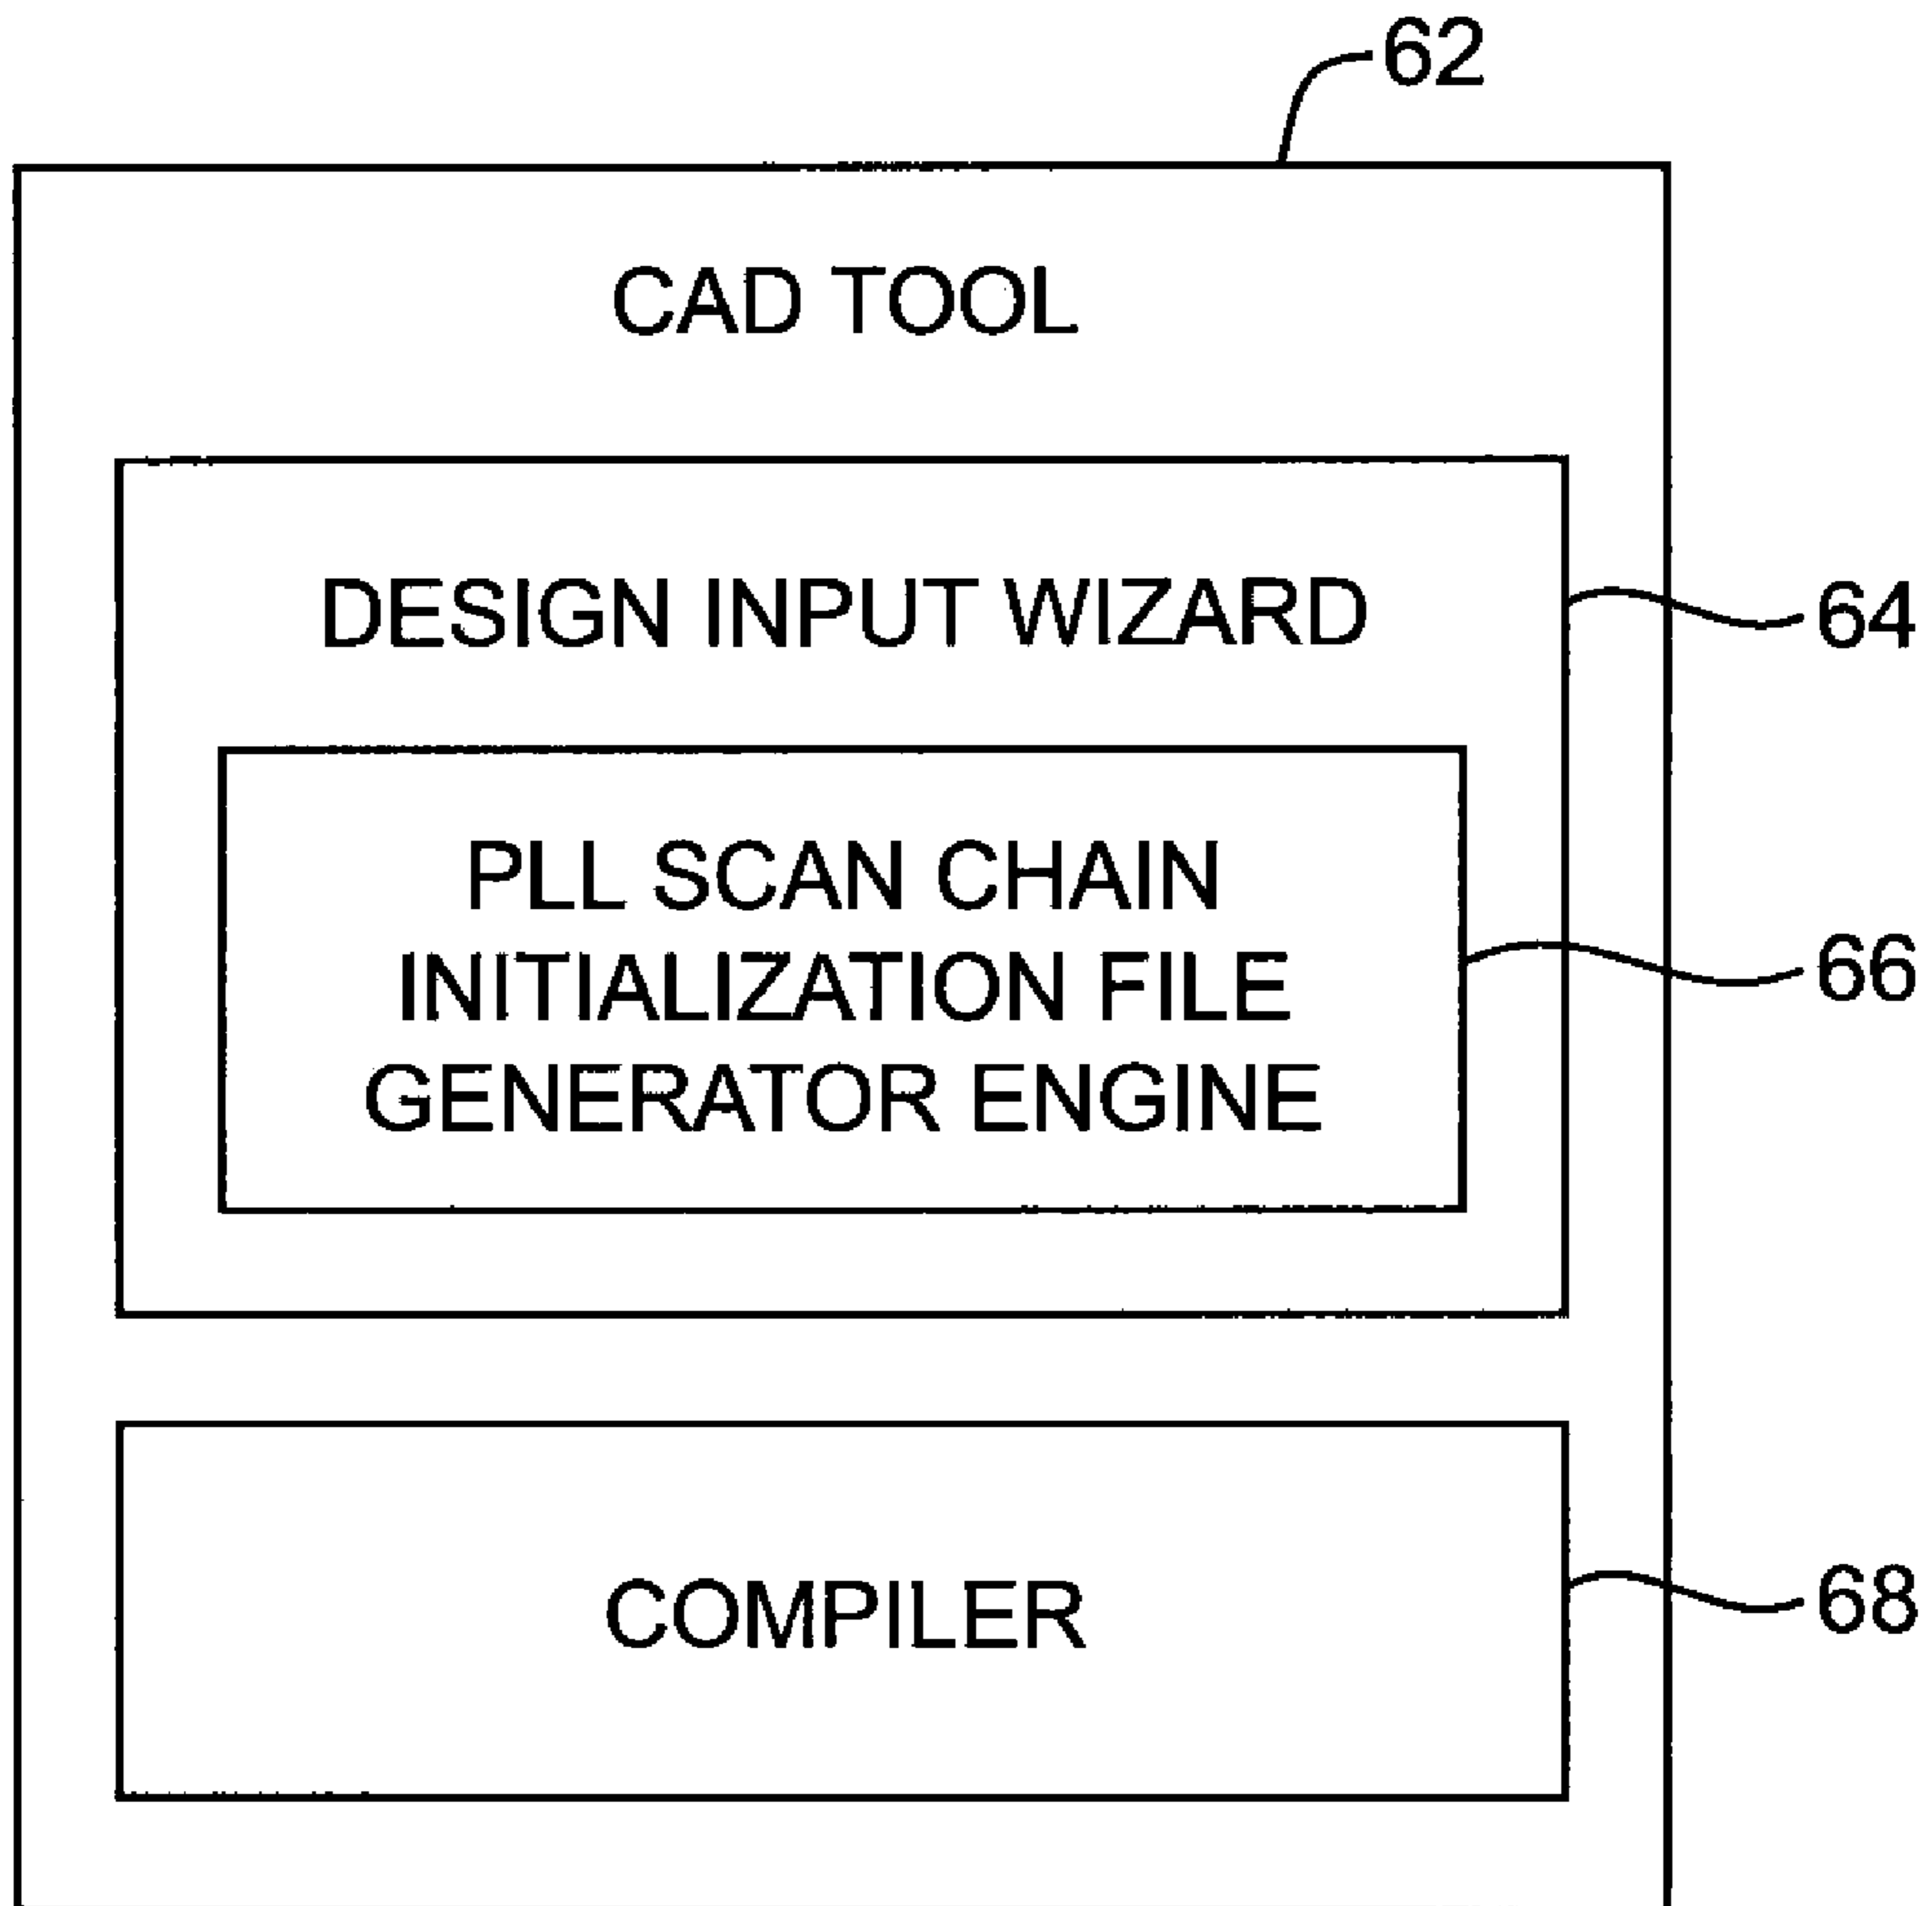 62
CAD TOOL
DESIGN INPUT WIZARD
64
PLL SCAN CHAIN
INITIALIZATION FILE
GENERATOR ENGINE
66
COMPILER
68